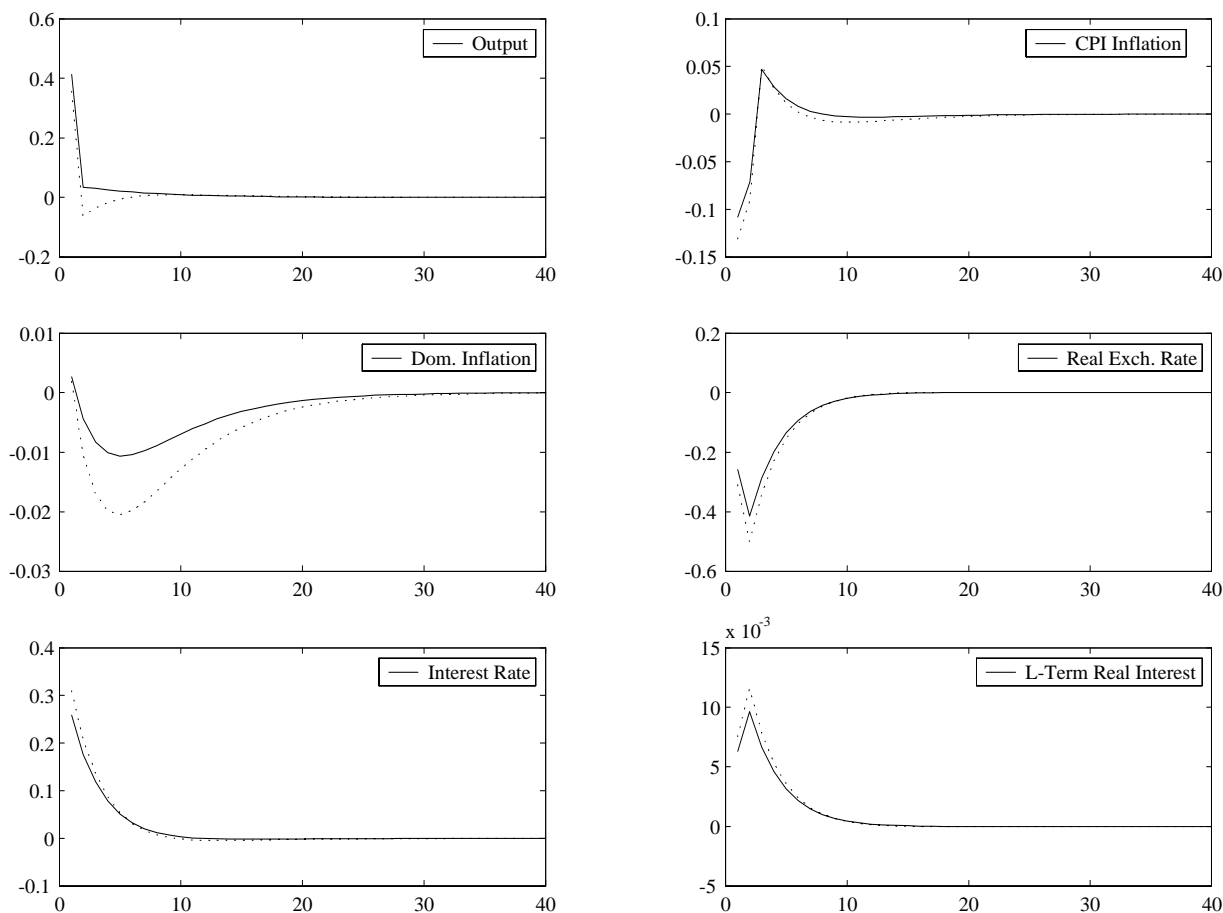 Output
0.6
0.4
0.2
0
-0.2
0 10 20 30 40
CPI Inflation
0.1
0.05
0
-0.05
-0.1
-0.15
0 10 20 30 40
Dom. Inflation
0.01
0
-0.01
-0.02
-0.03
0 10 20 30 40
Real Exch. Rate
0.2
0
-0.2
-0.4
-0.6
0 10 20 30 40
Interest Rate
0.4
0.3
0.2
0.1
0
-0.1
0 10 20 30 40
x 10-3
L-Term Real Interest
15
10
5
0
-5
0 10 20 30 40